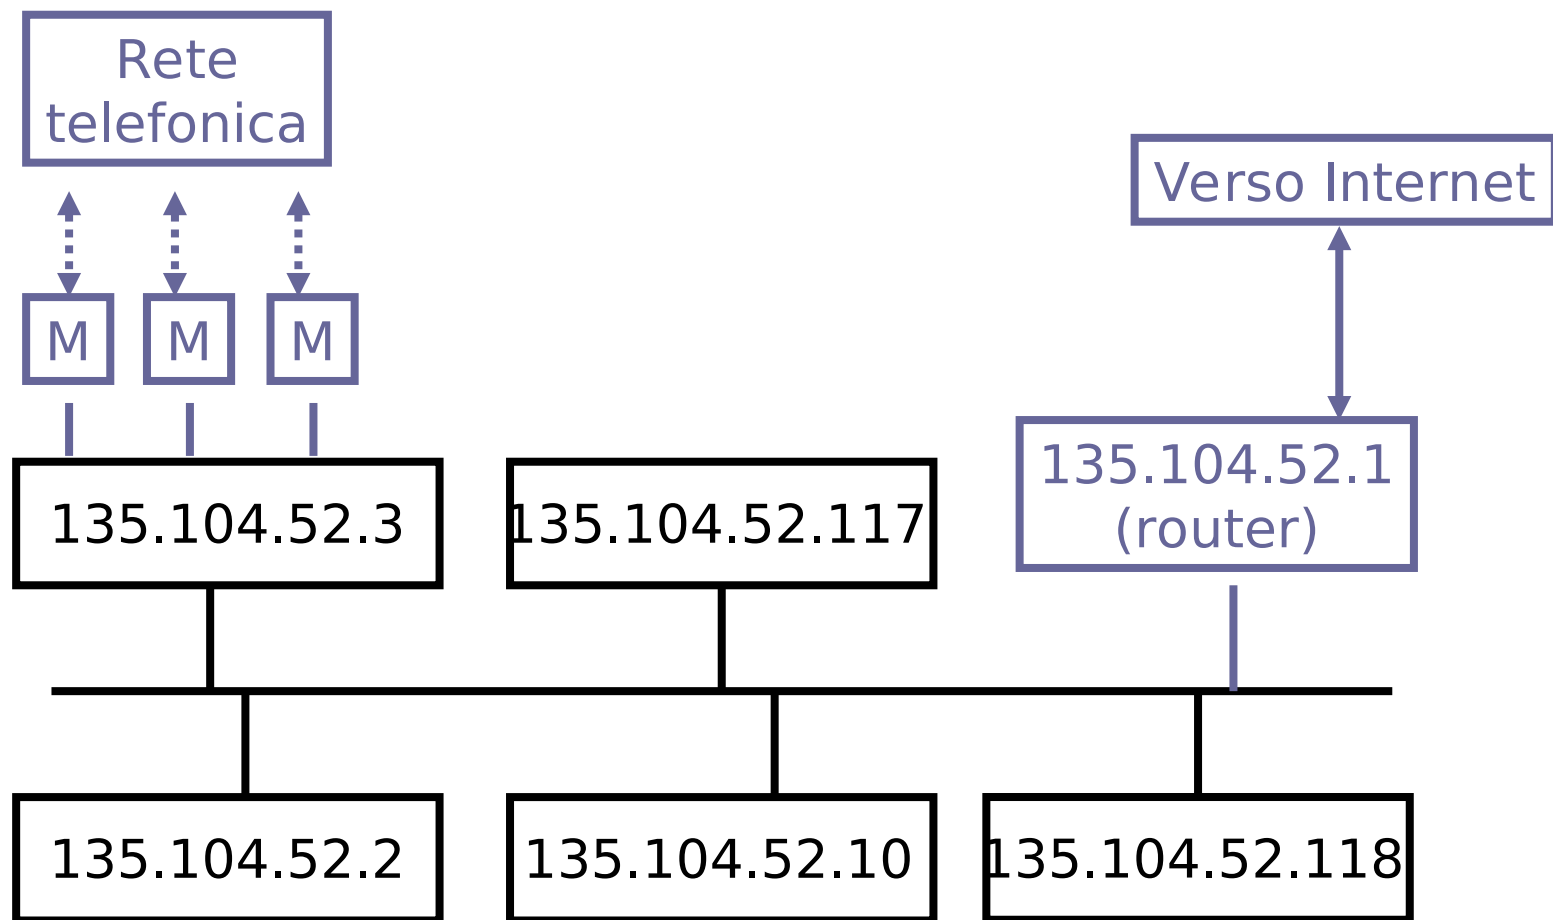 Rete
telefonica
Verso Internet
M M M
135.104.52.3
135.104.52.117
135.104.52.1
(router)
135.104.52.2
135.104.52.10
135.104.52.118